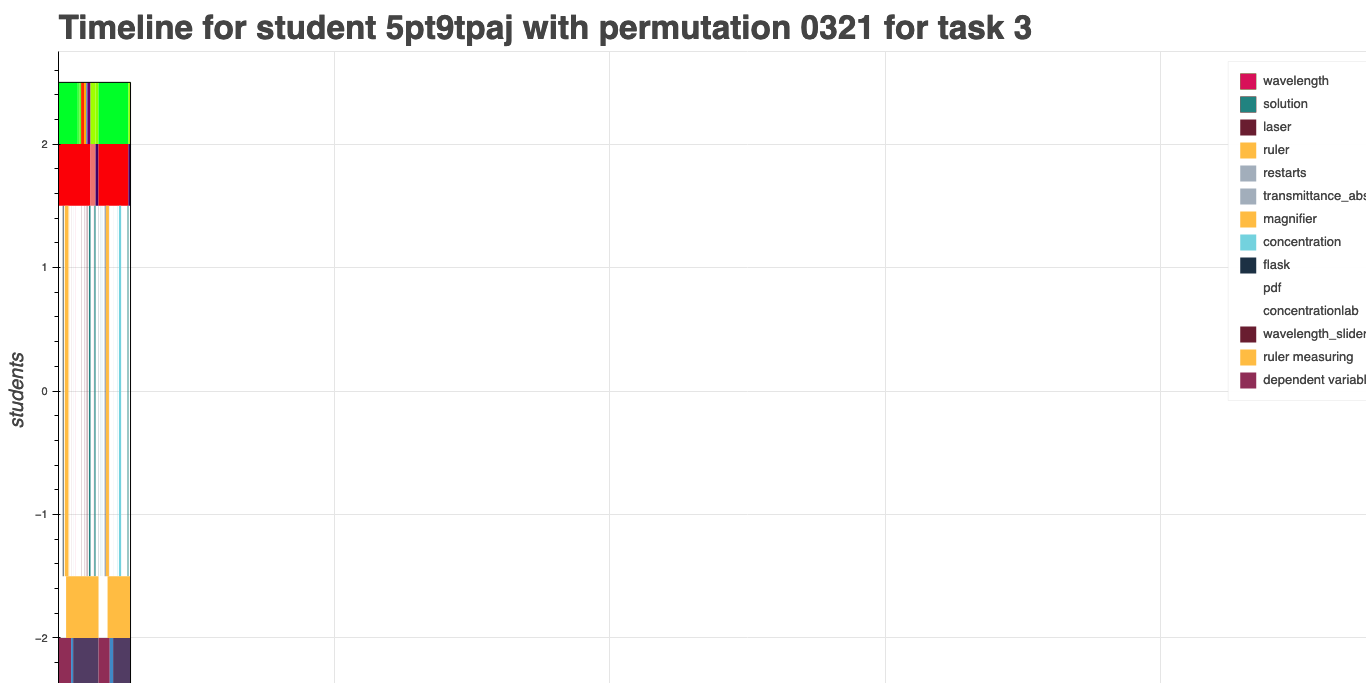 Timeline for student 5pt9tpaj with permutation 0321 for task 3
wavelength
solution
laser
ruler
restarts
transmittance_abs
magnifier
concentration
flask
pdf
concentrationlab
wavelength_slider
ruler measuring
dependent variabl
2
1
0
−1
−2
students